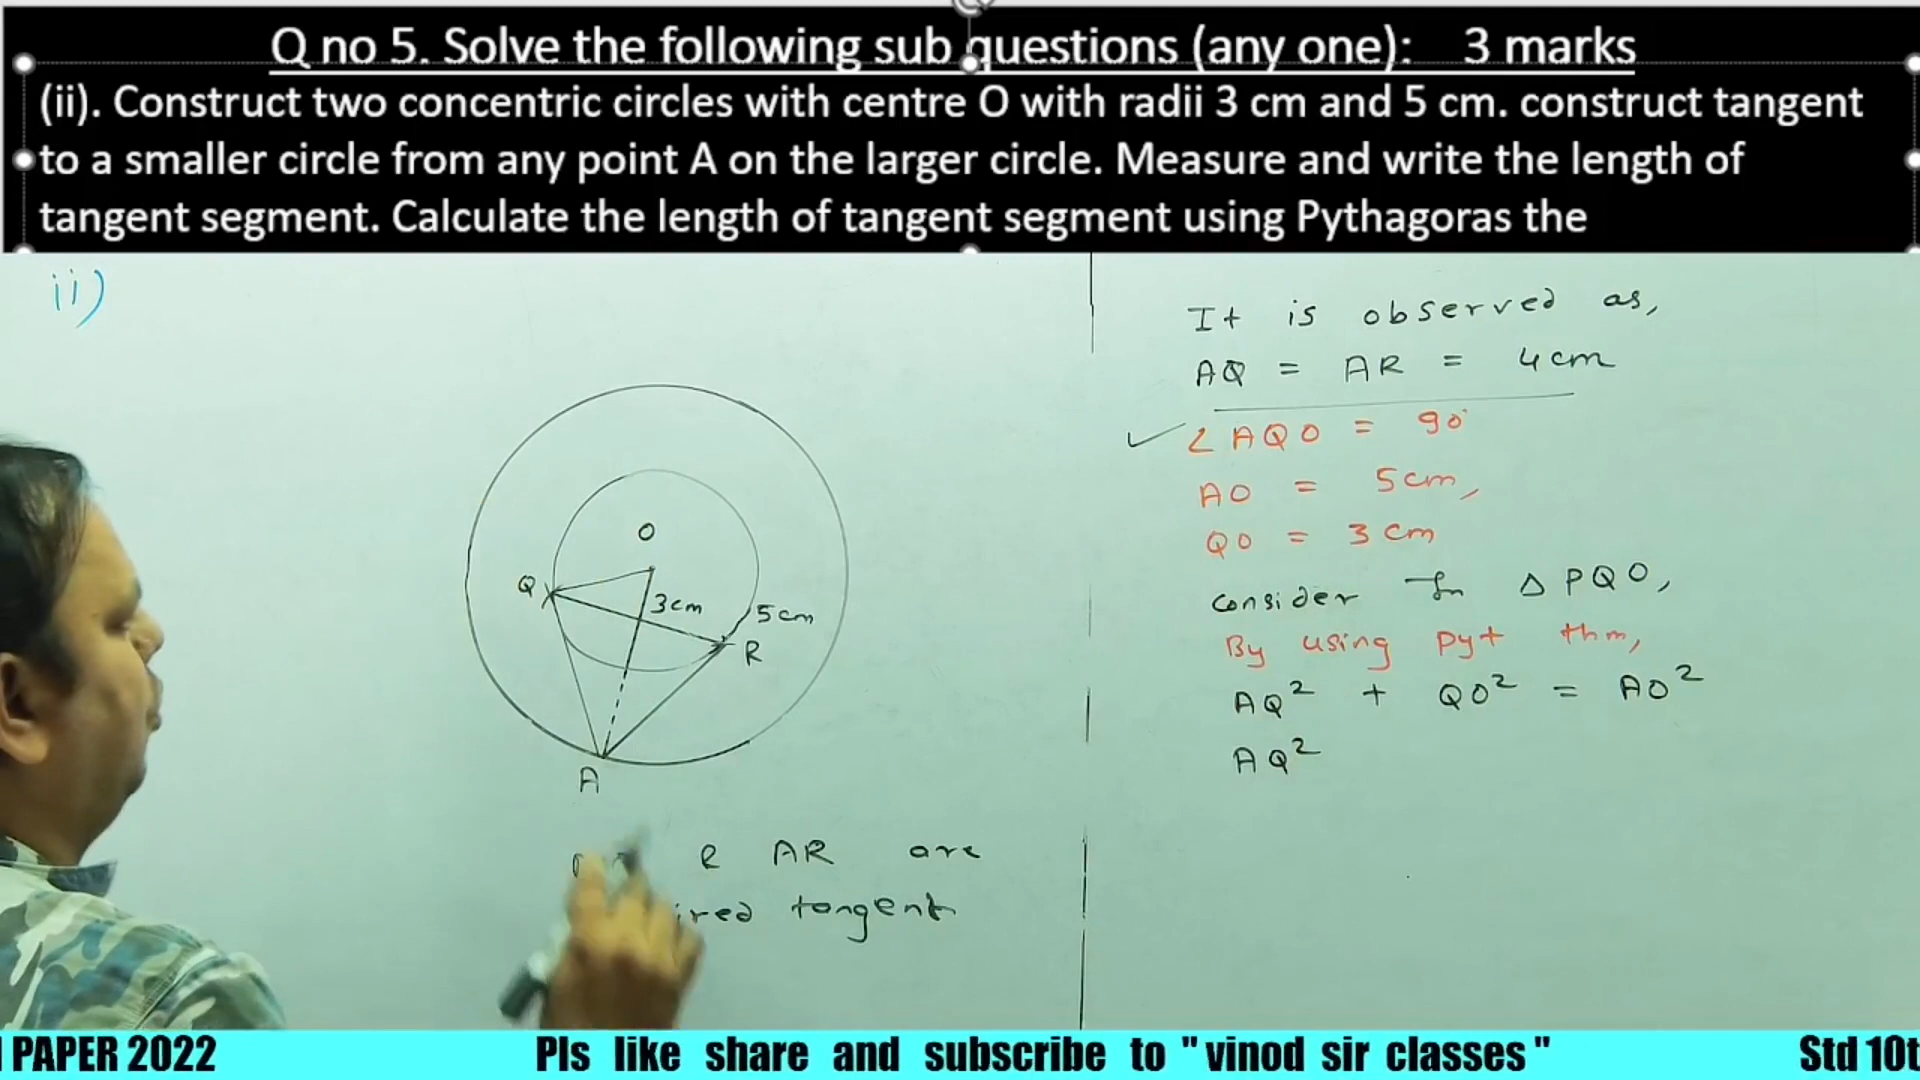 Q no 5. Solve the following sub questions (any one): 3 marks
(ii). Construct two concentric circles with centre O with radii 3 cm and 5 cm. construct tangent
to a smaller circle from any point A on the larger circle. Measure and write the length of
tangent segment. Calculate the length of tangent segment using Pythagoras the
ii)
O
Q
3cm
5cm
R
A
AR are
tangent
It is observed as,
AQ = AR = 4cm
∠AQO = 90°
AO = 5cm,
QO = 3cm
consider In △PQO,
By using pyt thm,
AQ² + QO² = AO²
AQ²
PAPER 2022 Pls like share and subscribe to "vinod sir classes" Std 10t